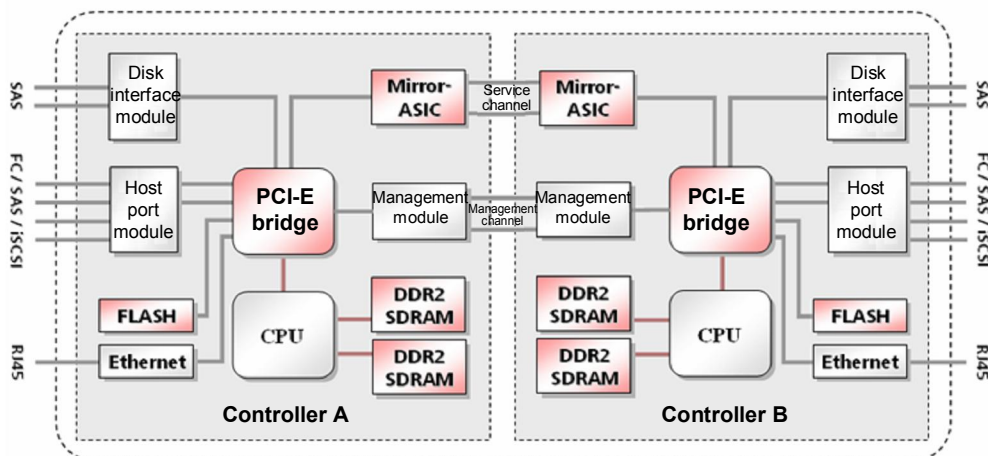 SAS
FC / SAS / iSCSI
RJ45
Disk
interface
module
Host
port
module
FLASH
Ethernet
PCI-E
bridge
CPU
Mirror-
ASIC
Management
module
DDR2
SDRAM
DDR2
SDRAM
Controller A
Service
channel
Management
channel
Mirror-
ASIC
Management
module
DDR2
SDRAM
DDR2
SDRAM
PCI-E
bridge
CPU
Disk
interface
module
Host
port
module
FLASH
Ethernet
Controller B
SAS
FC / SAS / iSCSI
RJ45